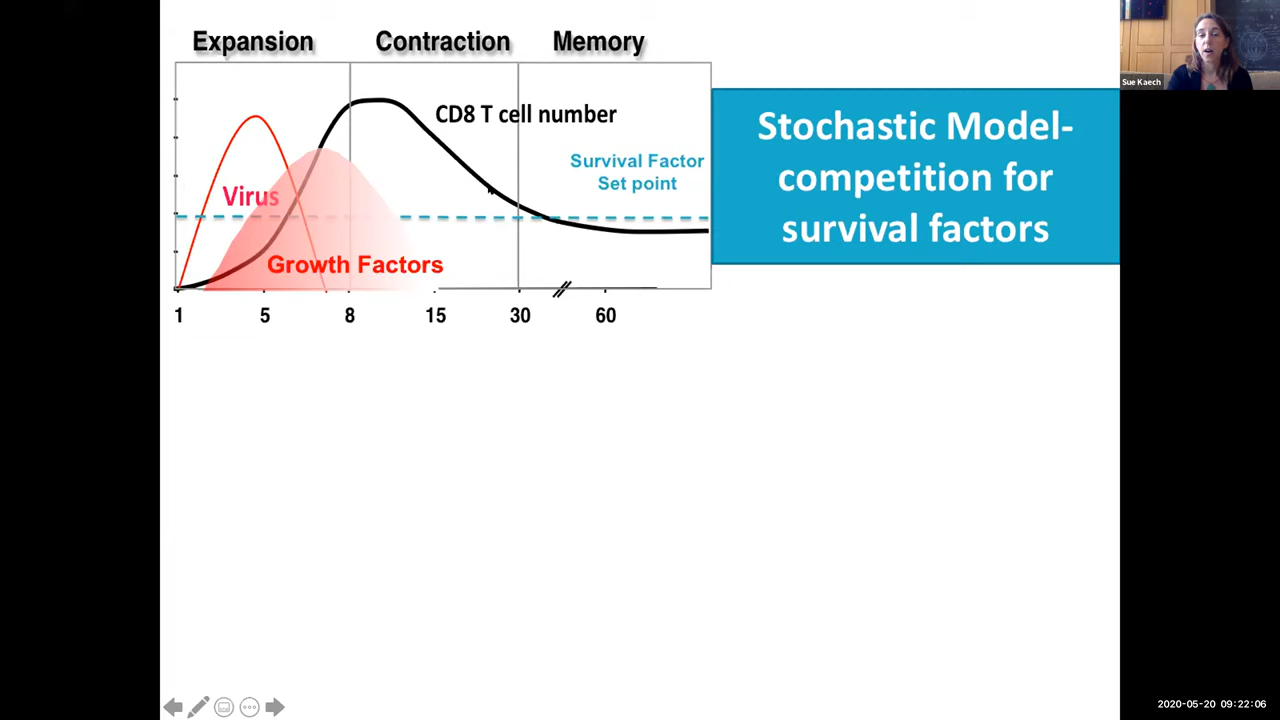 Expansion
Contraction
Memory
Sue Kaech
CD8 T cell number
Stochastic Model-
competition for
survival factors
Survival Factor
Set point
Virus
Growth Factors
1 5 8 15 30 60
2020-05-20 09:22:06